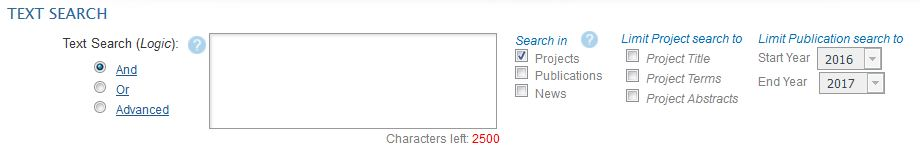 TEXT SEARCH
Text Search (Logic): ?
And
Or
Advanced
Characters left: 2500
Search in ?
Projects
Publications
News
Limit Project search to
Project Title
Project Terms
Project Abstracts
Limit Publication search to
Start Year 2016
End Year 2017